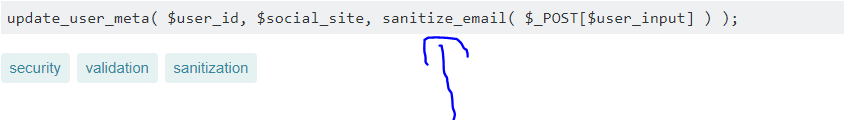 update_user_meta( $user_id, $social_site, sanitize_email( $_POST[$user_input] ) );
security validation sanitization